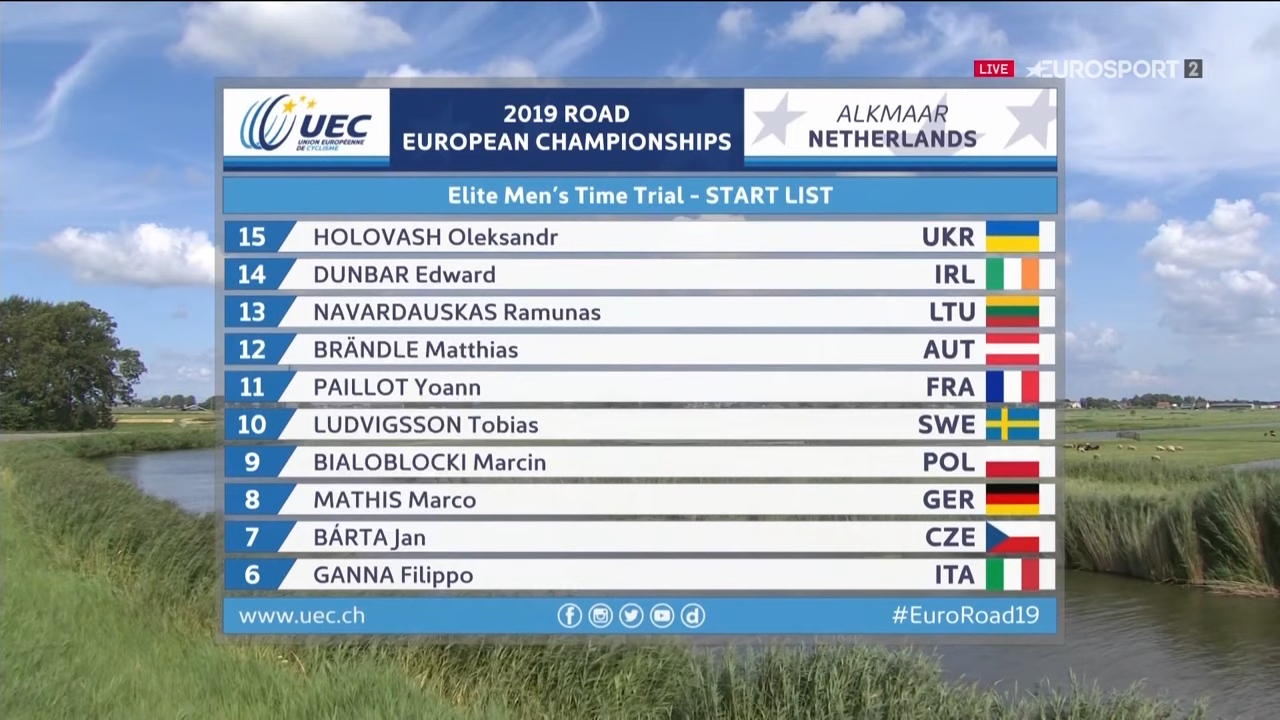 LIVE EUROSPORT 2
UEC
UNION EUROPÉENNE
DE CYCLISME
2019 ROAD
EUROPEAN CHAMPIONSHIPS
ALKMAAR
NETHERLANDS
Elite Men's Time Trial - START LIST
15 HOLOVASH Oleksandr UKR
14 DUNBAR Edward IRL
13 NAVARDAUSKAS Ramunas LTU
12 BRÄNDLE Matthias AUT
11 PAILLOT Yoann FRA
10 LUDVIGSSON Tobias SWE
9 BIALOBLOCKI Marcin POL
8 MATHIS Marco GER
7 BÁRTA Jan CZE
6 GANNA Filippo ITA
www.uec.ch #EuroRoad19